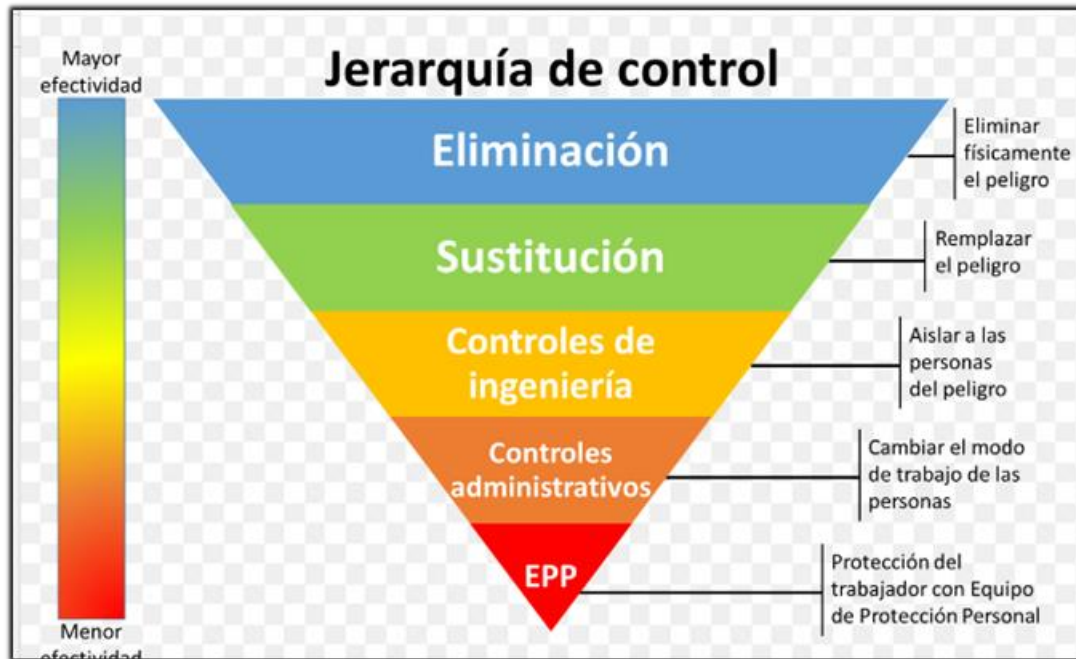 Jerarquía de control
Mayor
efectividad
Eliminación
Eliminar
físicamente
el peligro
Sustitución
Remplazar
el peligro
Controles de
ingeniería
Aislar a las
personas
del peligro
Controles
administrativos
Cambiar el modo
de trabajo de las
personas
EPP
Protección del
trabajador con Equipo
de Protección Personal
Menor
efectividad